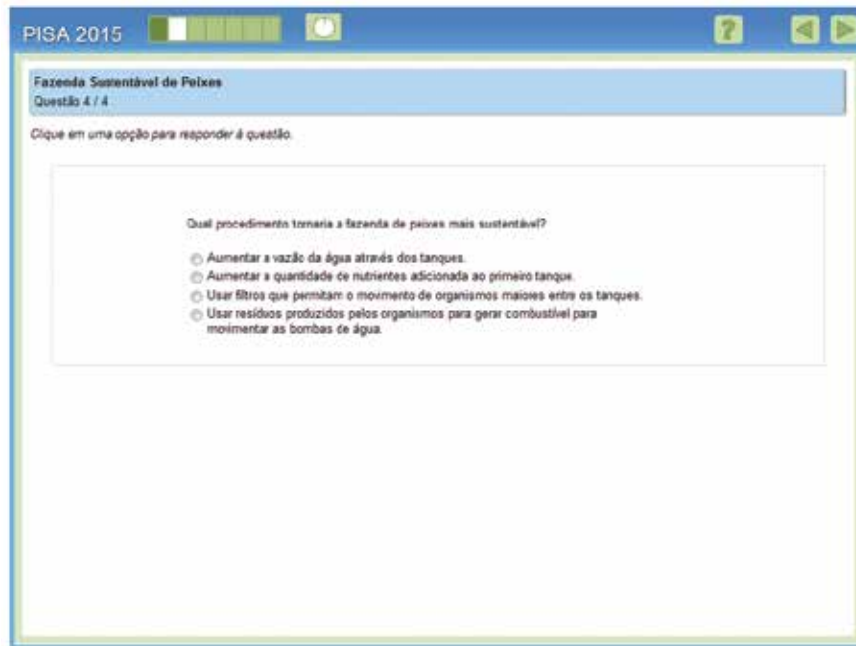 PISA 2015
?
Fazenda Sustentável de Peixes
Questão 4 / 4
Clique em uma opção para responder à questão.
Qual procedimento tornaria a fazenda de peixes mais sustentável?
Aumentar a vazão da água através dos tanques.
Aumentar a quantidade de nutrientes adicionada ao primeiro tanque.
Usar filtros que permitam o movimento de organismos maiores entre os tanques.
Usar resíduos produzidos pelos organismos para gerar combustível para
movimentar as bombas de água.